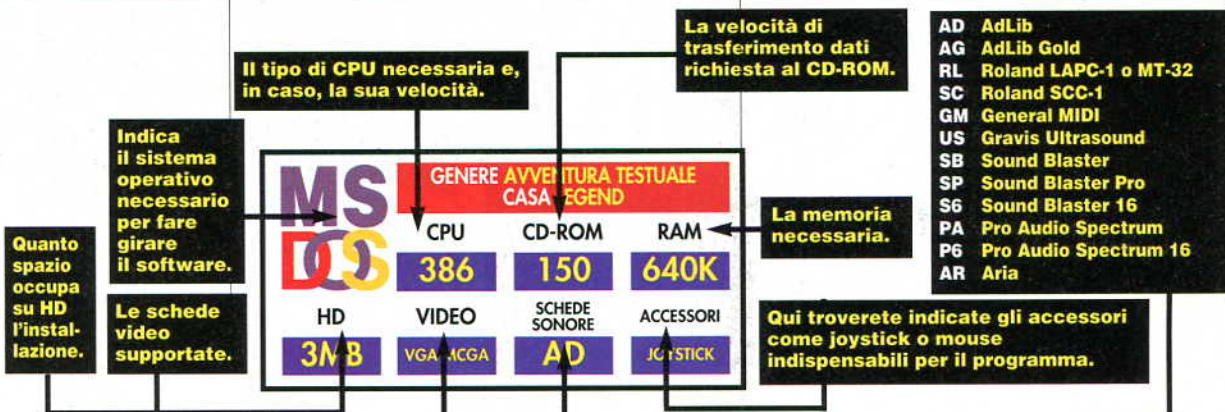 Il tipo di CPU necessaria e,
in caso, la sua velocità.
La velocità di
trasferimento dati
richiesta al CD-ROM.
AD AdLib
AG AdLib Gold
RL Roland LAPC-1 o MT-32
SC Roland SCC-1
GM General MIDI
US Gravis Ultrasound
SB Sound Blaster
SP Sound Blaster Pro
S6 Sound Blaster 16
PA Pro Audio Spectrum
P6 Pro Audio Spectrum 16
AR Aria
Indica
il sistema
operativo
necessario
per fare
girare
il software.
Quanto
spazio
occupa
su HD
l'instal-
lazione.
Le schede
video
supportate.
MS
DOS
GENERE AVVENTURA TESTUALE
CASA LEGEND
CPU CD-ROM RAM
386 150 640K
HD VIDEO SCHEDE SONORE ACCESSORI
3MB VGA/MCGA AD JOYSTICK
La memoria
necessaria.
Qui troverete indicate gli accessori
come joystick o mouse
indispensabili per il programma.